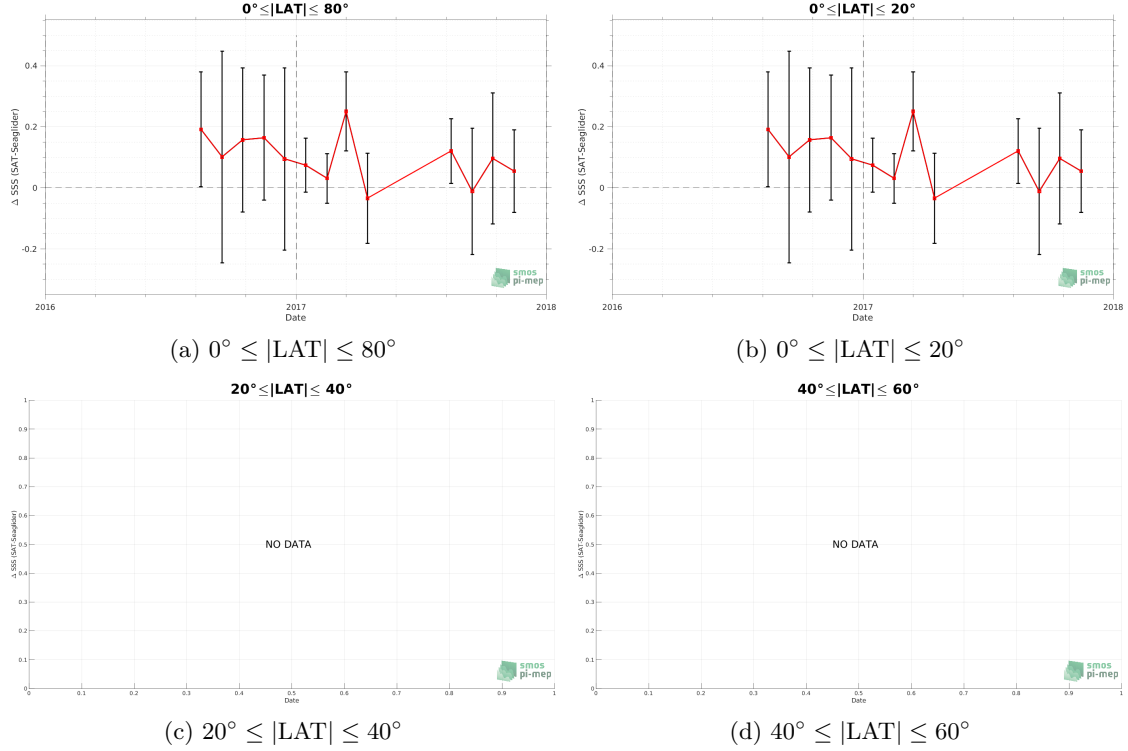 0°≤|LAT|≤ 80°
Δ SSS (SAT-Seaglider)
0.4
0.2
0
-0.2
2016
2017
2018
Date
smos
pi-mep
(a) 0° ≤ |LAT| ≤ 80°
0°≤|LAT|≤ 20°
Δ SSS (SAT-Seaglider)
0.4
0.2
0
-0.2
2016
2017
2018
Date
smos
pi-mep
(b) 0° ≤ |LAT| ≤ 20°
20°≤|LAT|≤ 40°
Δ SSS (SAT-Seaglider)
1
0.9
0.8
0.7
0.6
0.5
0.4
0.3
0.2
0.1
0
NO DATA
0 0.1 0.2 0.3 0.4 0.5 0.6 0.7 0.8 0.9 1
Date
smos
pi-mep
(c) 20° ≤ |LAT| ≤ 40°
40°≤|LAT|≤ 60°
Δ SSS (SAT-Seaglider)
1
0.9
0.8
0.7
0.6
0.5
0.4
0.3
0.2
0.1
0
NO DATA
0 0.1 0.2 0.3 0.4 0.5 0.6 0.7 0.8 0.9 1
Date
smos
pi-mep
(d) 40° ≤ |LAT| ≤ 60°